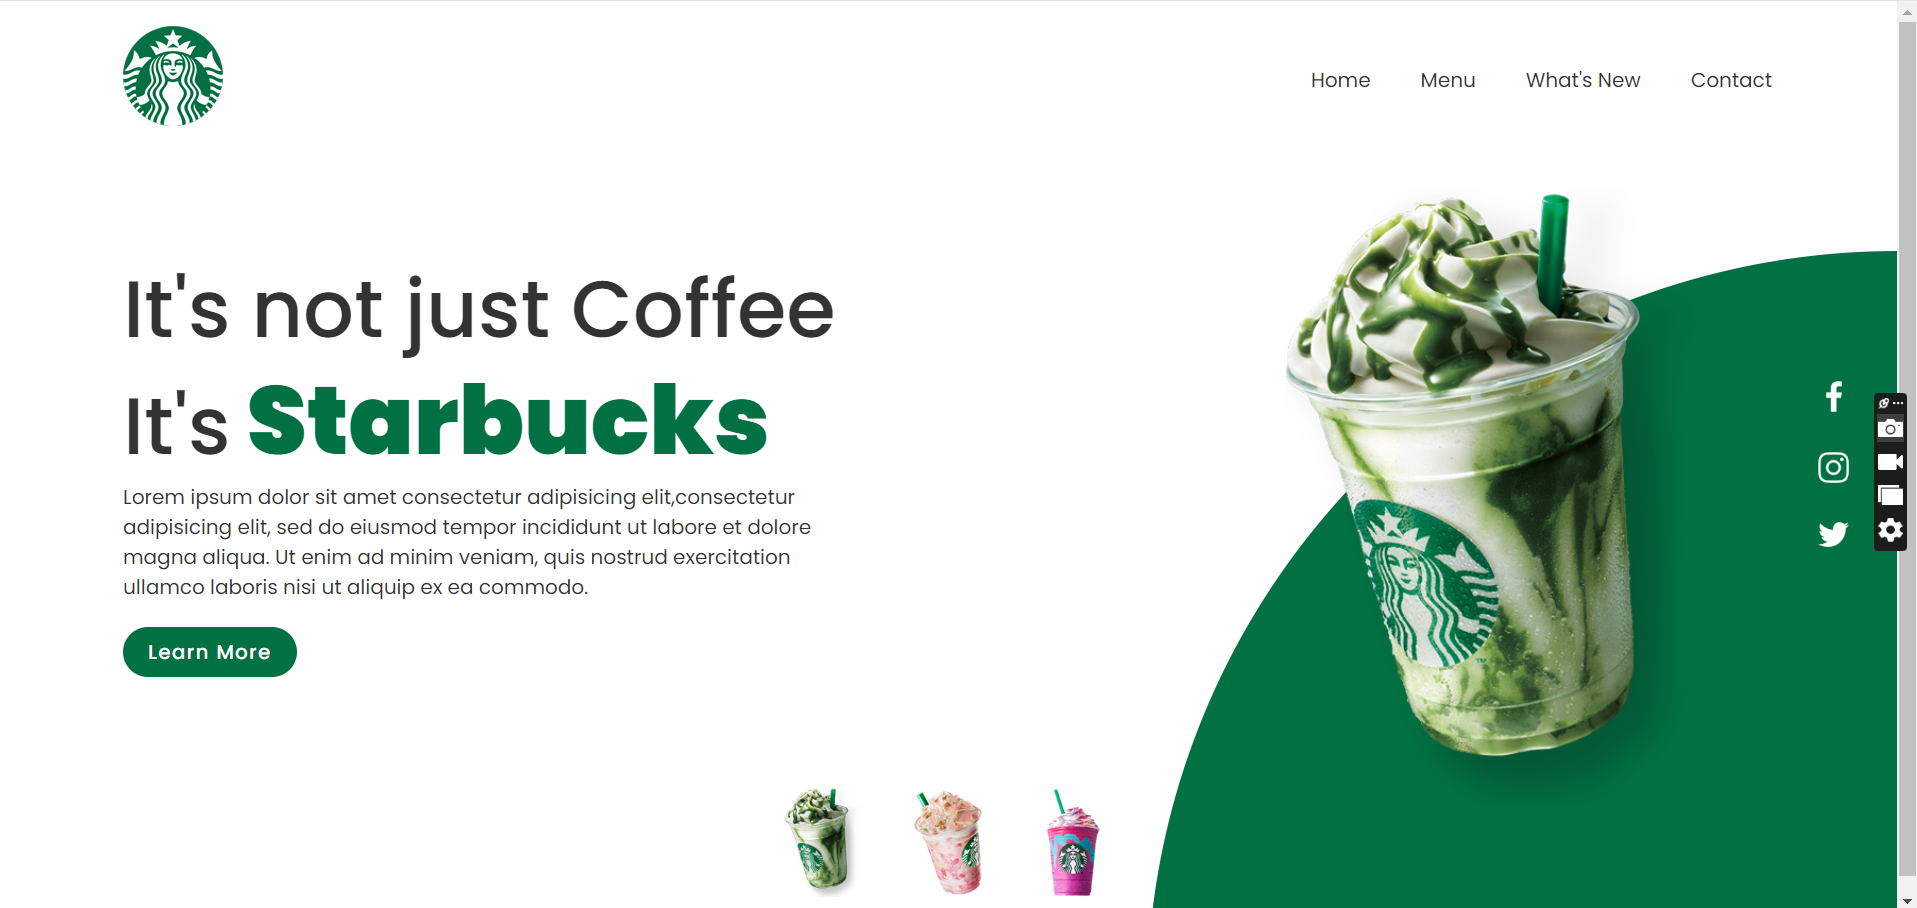 Home Menu What's New Contact
It's not just Coffee
It's Starbucks
Lorem ipsum dolor sit amet consectetur adipisicing elit,consectetur
adipisicing elit, sed do eiusmod tempor incididunt ut labore et dolore
magna aliqua. Ut enim ad minim veniam, quis nostrud exercitation
ullamco laboris nisi ut aliquip ex ea commodo.
Learn More
TM